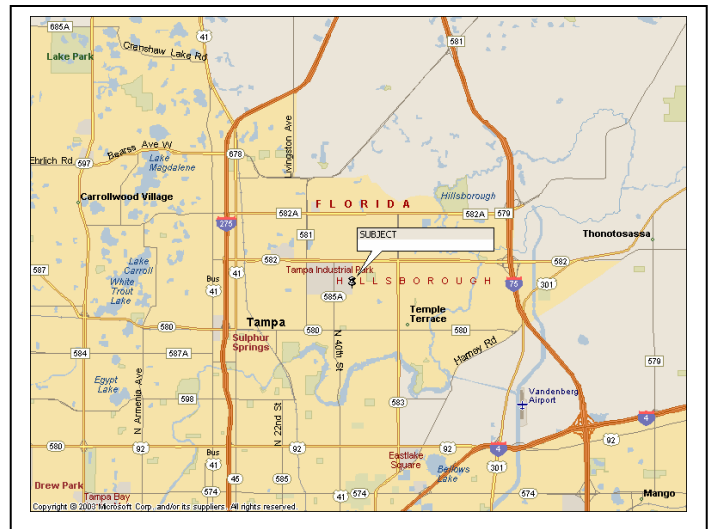 685A
41
Crenshaw Lake Rd
581
Lake Park
Livingston Ave
Bearss Ave W
678
Ehrlich Rd
597
Lake
Magdalene
Carrollwood Village
Hillsborough
FLORIDA
275
582A
582A
579
581
SUBJECT
Thonotosassa
587
Lake
Carroll
White
Trout
Lake
Bus
41
41
582
582
Tampa Industrial Park
HILLSBOROUGH
75
301
585A
Temple
Terrace
Tampa
580
580
580
Sulphur
Springs
N 40th St
Harney Rd
584
587A
579
Egypt
Lake
N Armenia Ave
598
N 22nd St
583
Vandenberg
Airport
4
580
92
92
92
92
Bus
41
Eastlake
Square
4
301
Bellows
Lake
Drew Park
Tampa Bay
574
45
585
41
574
574
Mango
Copyright © 2003 Microsoft Corp. and/or its suppliers. All rights reserved.